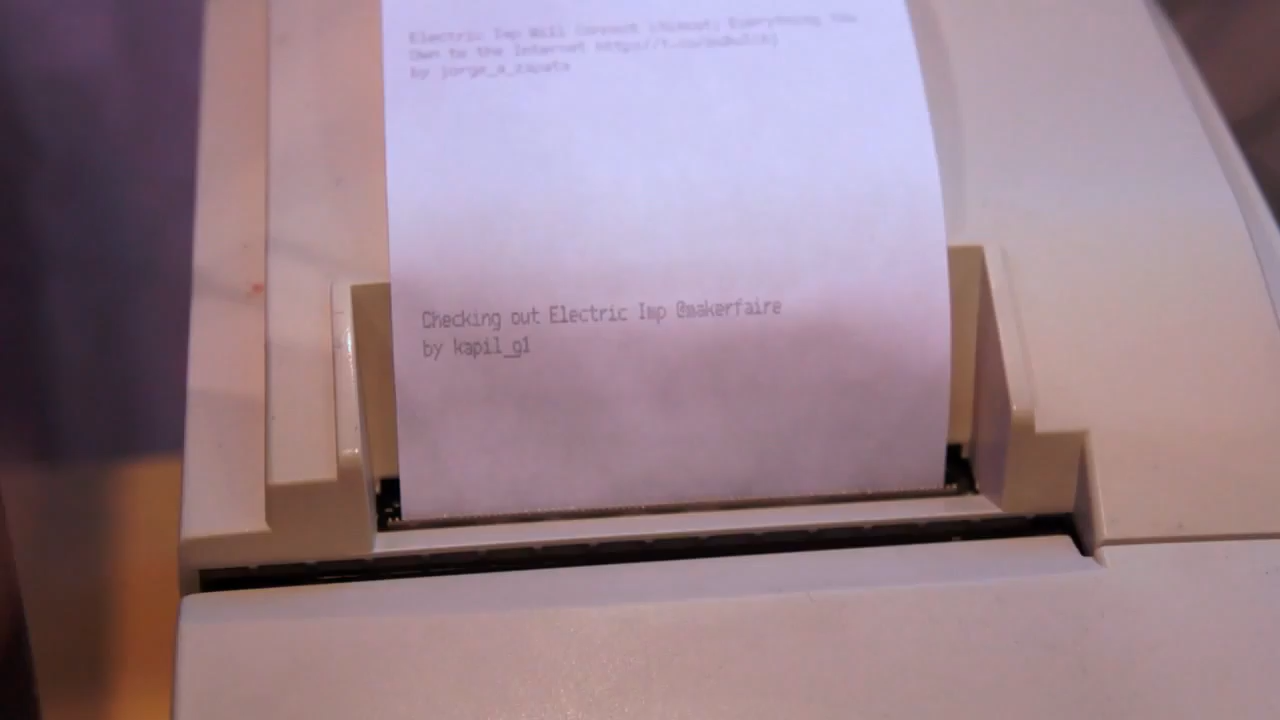 Electric Imp Will Connect (Almost) Everything You
Own to the Internet
by jorge_a_zapata
Checking out Electric Imp @makerfaire
by kapil_g1